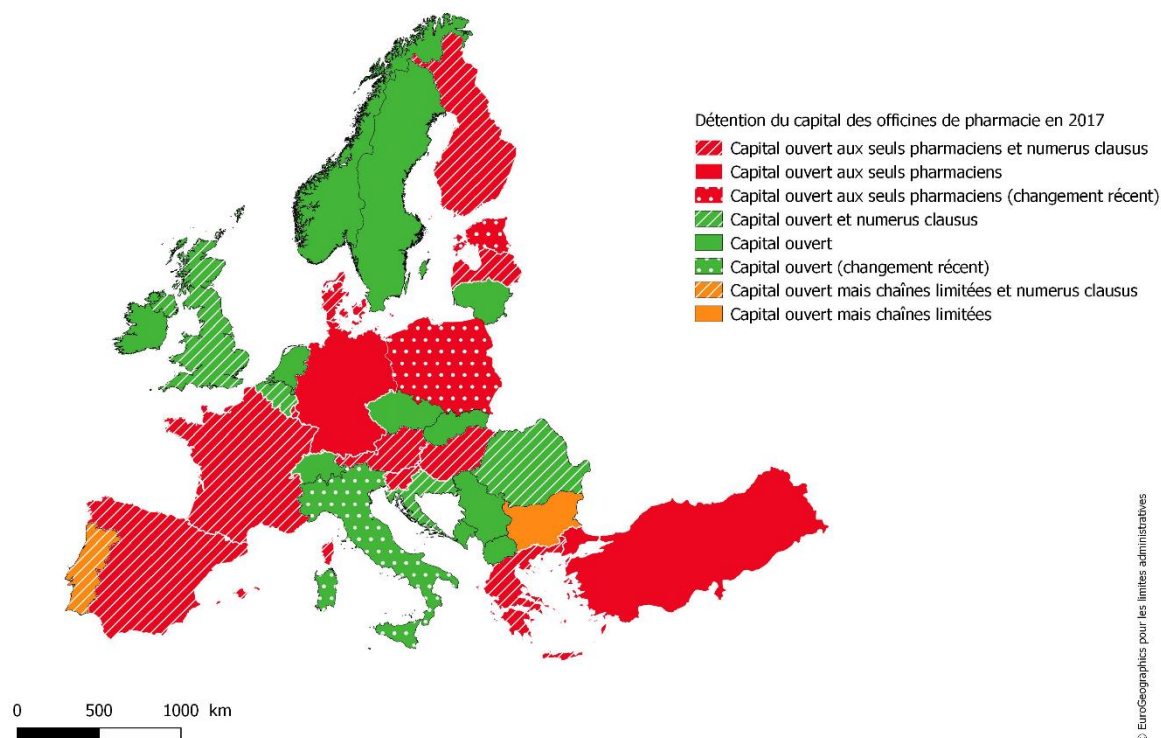 Détention du capital des officines de pharmacie en 2017
Capital ouvert aux seuls pharmaciens et numerus clausus
Capital ouvert aux seuls pharmaciens
Capital ouvert aux seuls pharmaciens (changement récent)
Capital ouvert et numerus clausus
Capital ouvert
Capital ouvert (changement récent)
Capital ouvert mais chaînes limitées et numerus clausus
Capital ouvert mais chaînes limitées
0 500 1000 km
© EuroGeographics pour les limites administratives